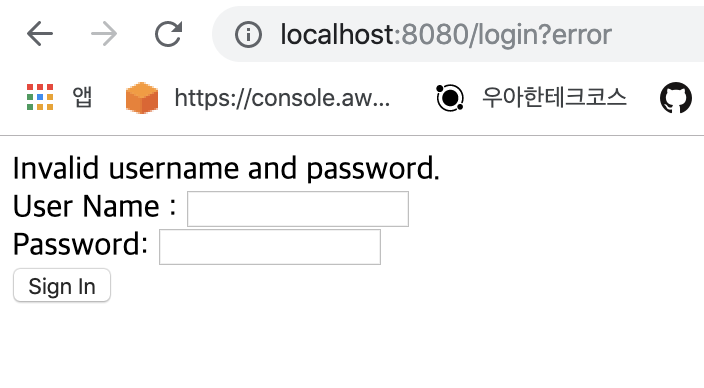 localhost:8080/login?error
앱 https://console.aw... 우아한테크코스
Invalid username and password.
User Name :
Password:
Sign In